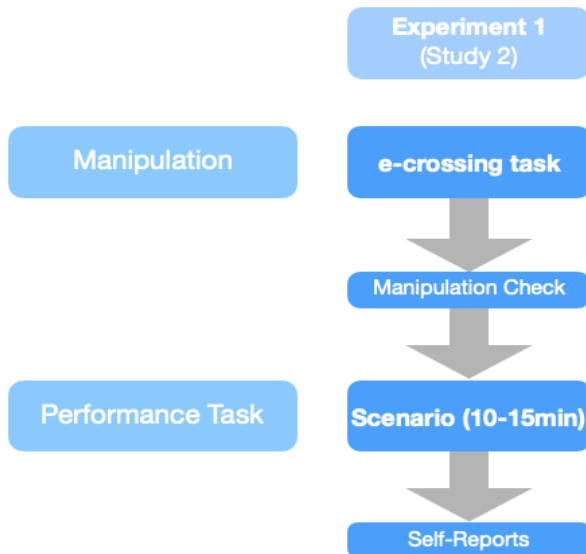 Experiment 1
(Study 2)
Manipulation
e-crossing task
Manipulation Check
Performance Task
Scenario (10-15min)
Self-Reports